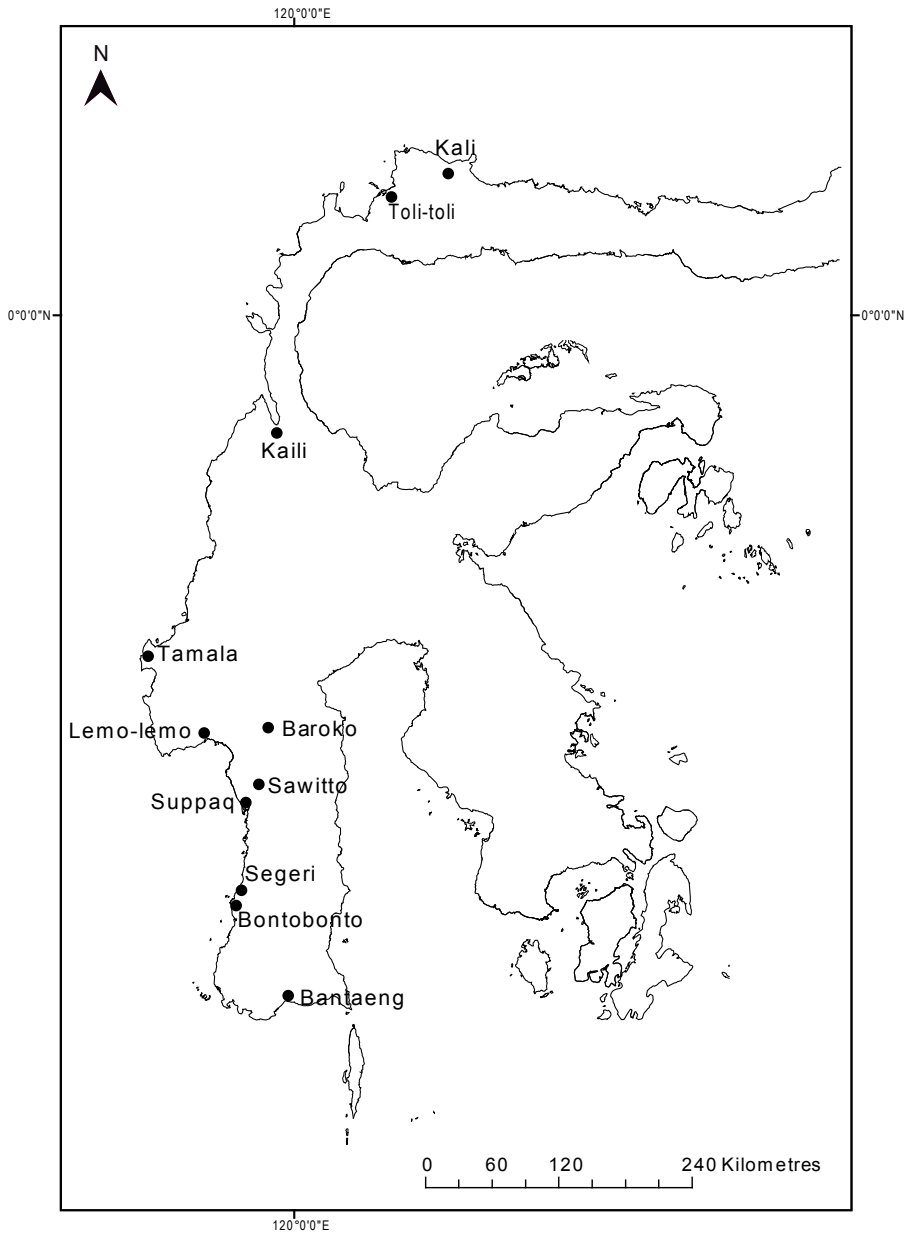 120°0'0"E
N
Kali
Toli-toli
0°0'0"N
0°0'0"N
Kaili
Tamala
Lemo-lemo
Baroko
Sawitto
Suppaq
Segeri
Bontobonto
Bantaeng
0 60 120 240 Kilometres
120°0'0"E